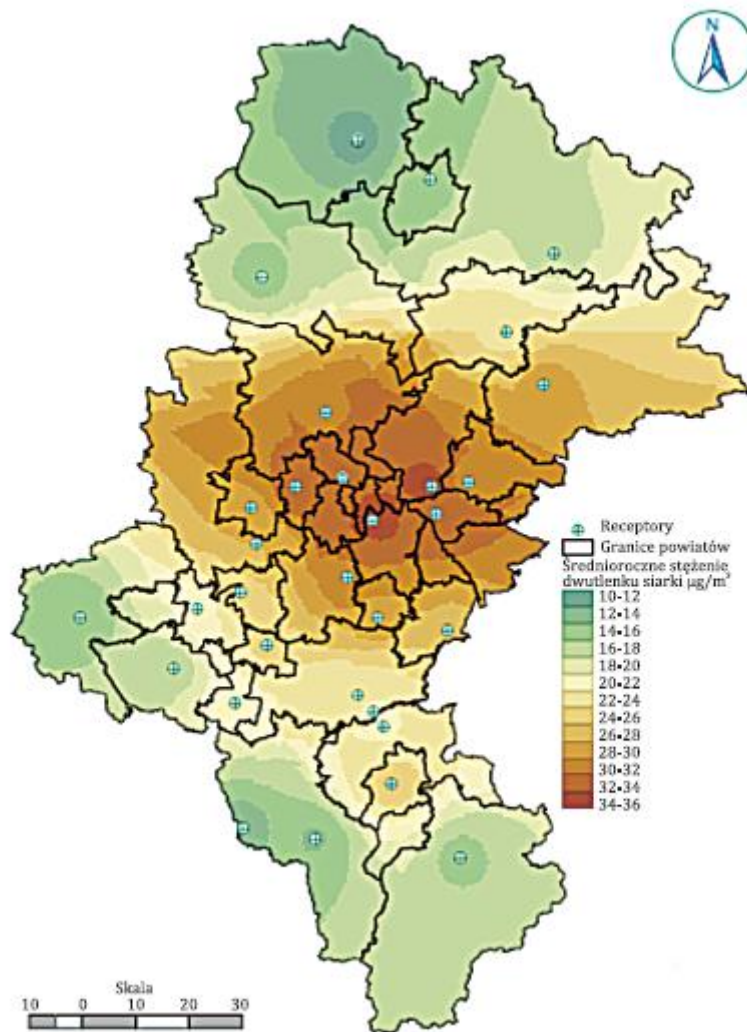 N
Receptory
Granice powiatów
Średnioroczne stężenie
dwutlenku siarki µg/m³
10-12
12-14
14-16
16-18
18-20
20-22
22-24
24-26
26-28
28-30
30-32
32-34
34-36
Skala
10 0 10 20 30